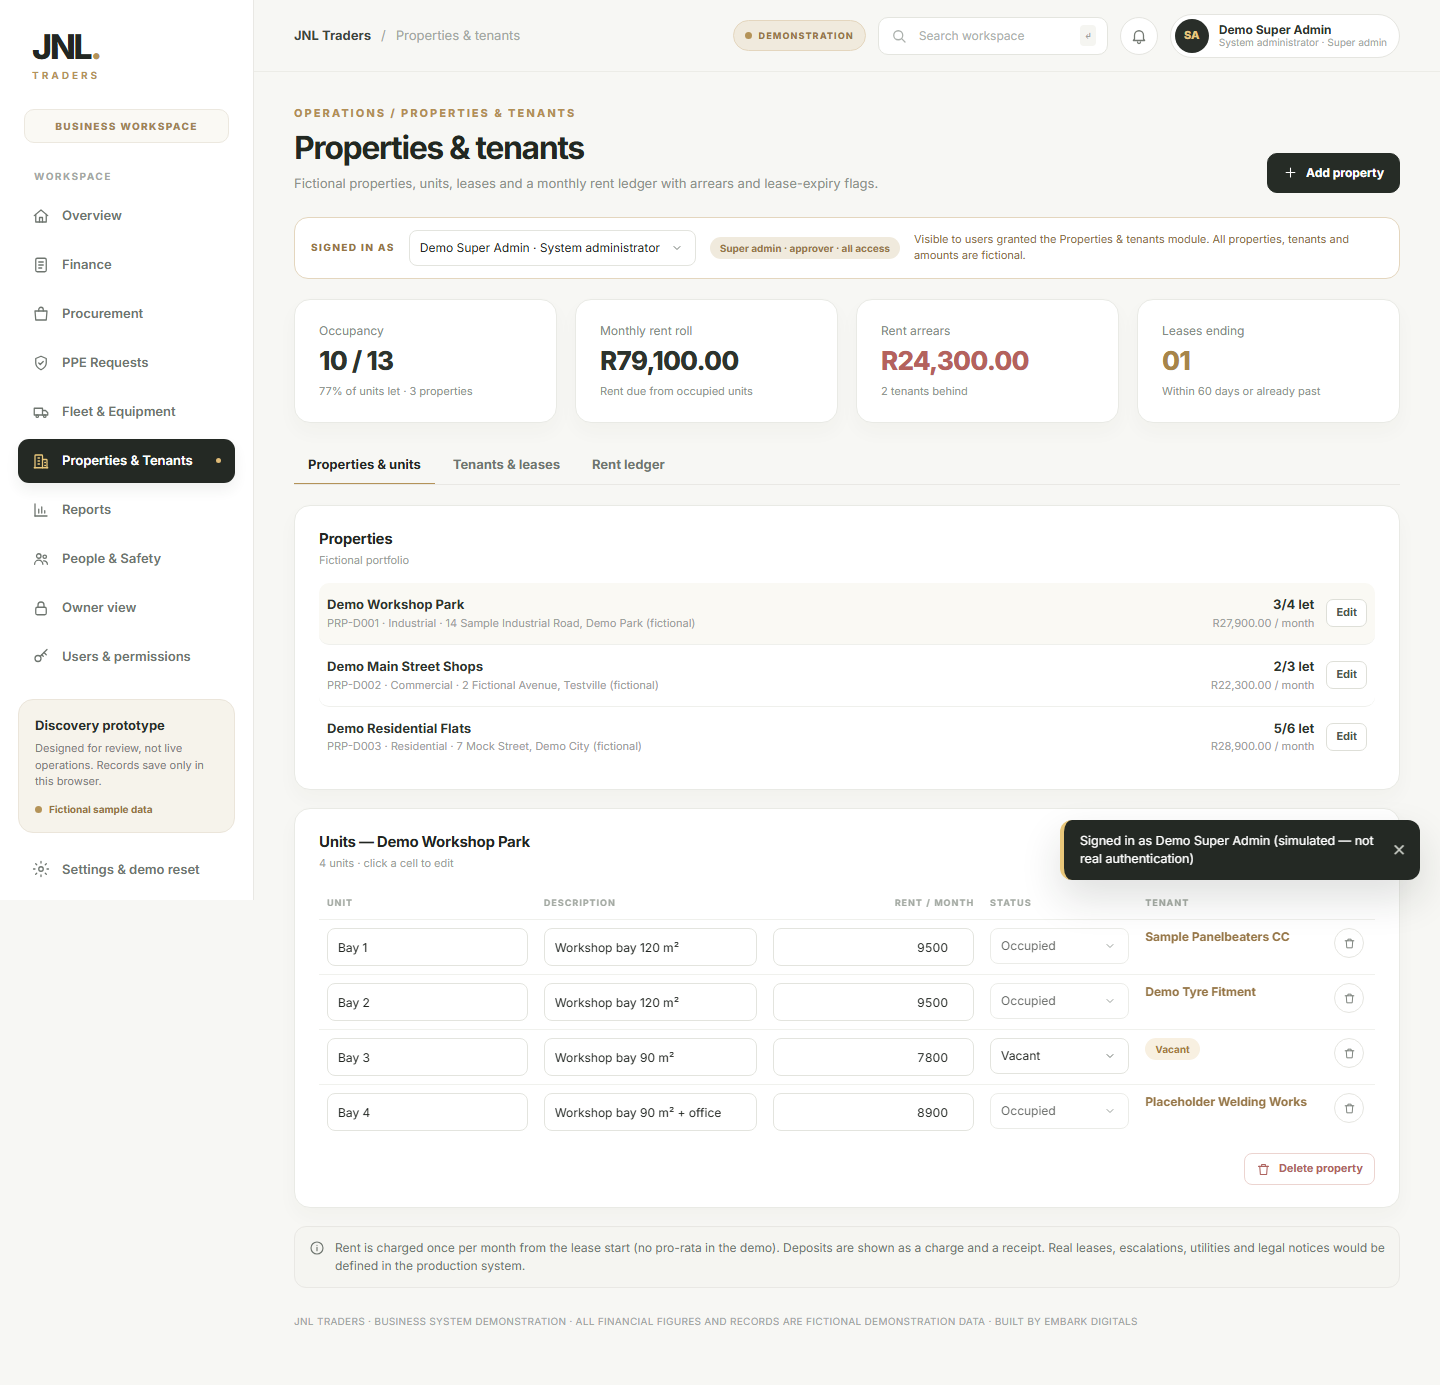 JNL.
TRADERS
BUSINESS WORKSPACE
WORKSPACE
Overview
Finance
Procurement
PPE Requests
Fleet & Equipment
Properties & Tenants
Reports
People & Safety
Owner view
Users & permissions
Discovery prototype
Designed for review, not live
operations. Records save only in
this browser.
Fictional sample data
Settings & demo reset
JNL Traders / Properties & tenants
DEMONSTRATION
Search workspace
SA
Demo Super Admin
System administrator · Super admin
OPERATIONS / PROPERTIES & TENANTS
Properties & tenants
Fictional properties, units, leases and a monthly rent ledger with arrears and lease-expiry flags.
Add property
SIGNED IN AS
Demo Super Admin · System administrator
Super admin · approver · all access
Visible to users granted the Properties & tenants module. All properties, tenants and
amounts are fictional.
Occupancy
10 / 13
77% of units let · 3 properties
Monthly rent roll
R79,100.00
Rent due from occupied units
Rent arrears
R24,300.00
2 tenants behind
Leases ending
01
Within 60 days or already past
Properties & units
Tenants & leases
Rent ledger
Properties
Fictional portfolio
Demo Workshop Park
PRP-D001 · Industrial · 14 Sample Industrial Road, Demo Park (fictional)
3/4 let
R27,900.00 / month
Edit
Demo Main Street Shops
PRP-D002 · Commercial · 2 Fictional Avenue, Testville (fictional)
2/3 let
R22,300.00 / month
Edit
Demo Residential Flats
PRP-D003 · Residential · 7 Mock Street, Demo City (fictional)
5/6 let
R28,900.00 / month
Edit
Units — Demo Workshop Park
4 units · click a cell to edit
Signed in as Demo Super Admin (simulated — not
real authentication)
UNIT DESCRIPTION RENT / MONTH STATUS TENANT
Bay 1 Workshop bay 120 m² 9500 Occupied Sample Panelbeaters CC
Bay 2 Workshop bay 120 m² 9500 Occupied Demo Tyre Fitment
Bay 3 Workshop bay 90 m² 7800 Vacant Vacant
Bay 4 Workshop bay 90 m² + office 8900 Occupied Placeholder Welding Works
Delete property
Rent is charged once per month from the lease start (no pro-rata in the demo). Deposits are shown as a charge and a receipt. Real leases, escalations, utilities and legal notices would be
defined in the production system.
JNL TRADERS · BUSINESS SYSTEM DEMONSTRATION · ALL FINANCIAL FIGURES AND RECORDS ARE FICTIONAL DEMONSTRATION DATA · BUILT BY EMBARK DIGITALS